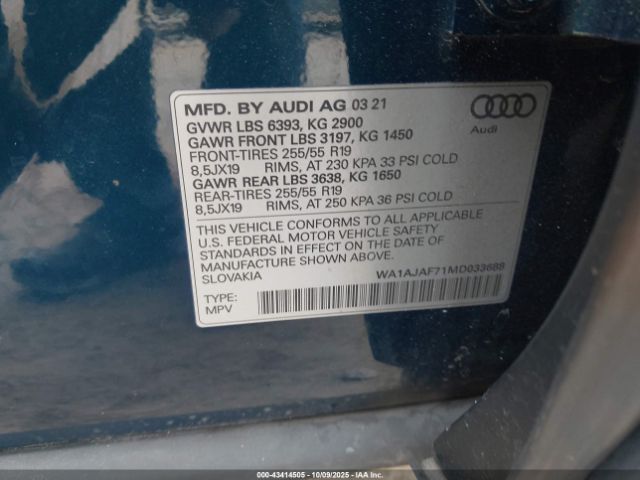 MFD. BY AUDI AG 03 21
GVWR LBS 6393, KG 2900
GAWR FRONT LBS 3197, KG 1450
FRONT-TIRES 255/55 R19
8,5JX19 RIMS, AT 230 KPA 33 PSI COLD
GAWR REAR LBS 3638, KG 1650
REAR-TIRES 255/55 R19
8,5JX19 RIMS, AT 250 KPA 36 PSI COLD
Audi
THIS VEHICLE CONFORMS TO ALL APPLICABLE
U.S. FEDERAL MOTOR VEHICLE SAFETY
STANDARDS IN EFFECT ON THE DATE OF
MANUFACTURE SHOWN ABOVE.
SLOVAKIA
WA1AJAF71MD033688
TYPE:
MPV
000-43414505 - 10/09/2025 - IAA Inc.